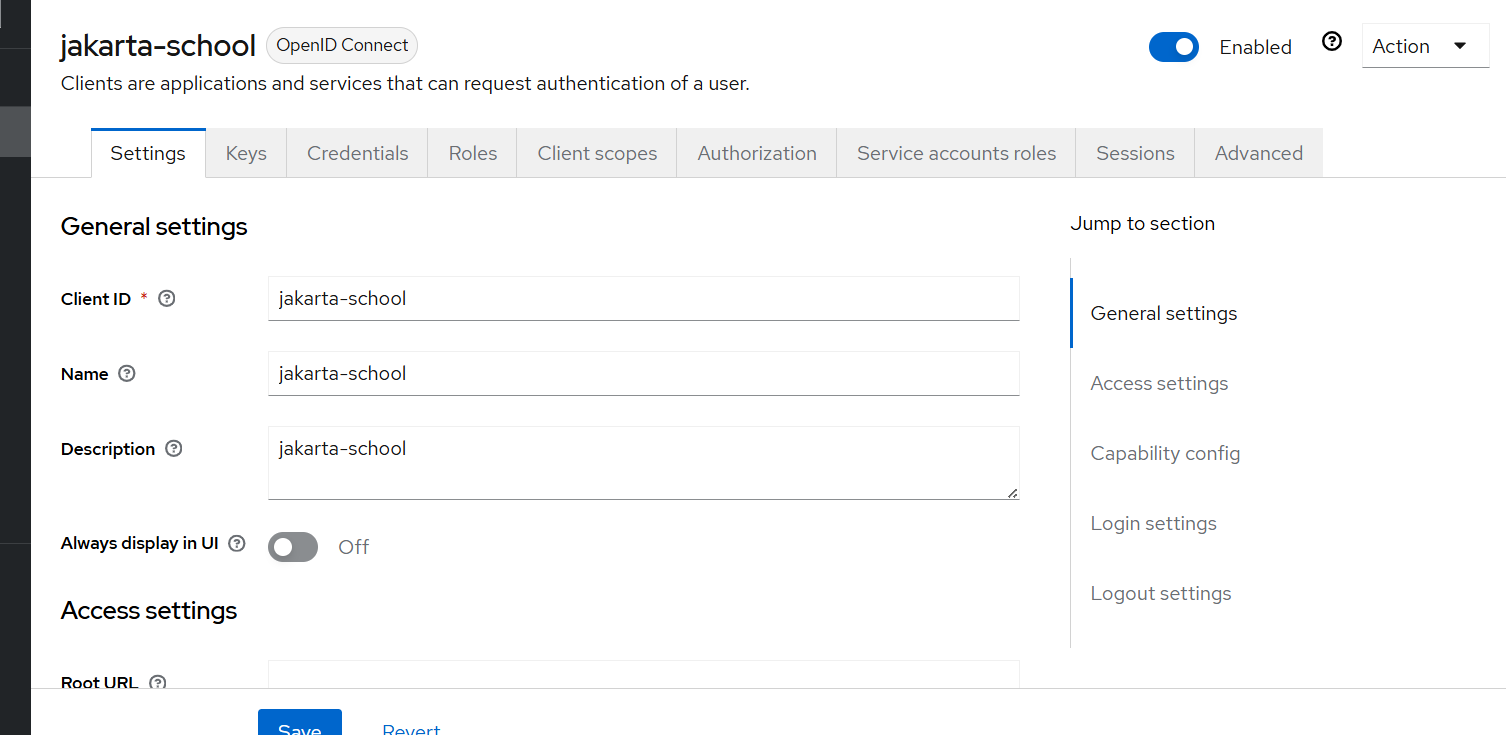 jakarta-school OpenID Connect Enabled Action
Clients are applications and services that can request authentication of a user.
Settings Keys Credentials Roles Client scopes Authorization Service accounts roles Sessions Advanced
General settings
Client ID * jakarta-school
Name jakarta-school
Description jakarta-school
Always display in UI Off
Access settings
Root URL
Save Revert
Jump to section
General settings
Access settings
Capability config
Login settings
Logout settings